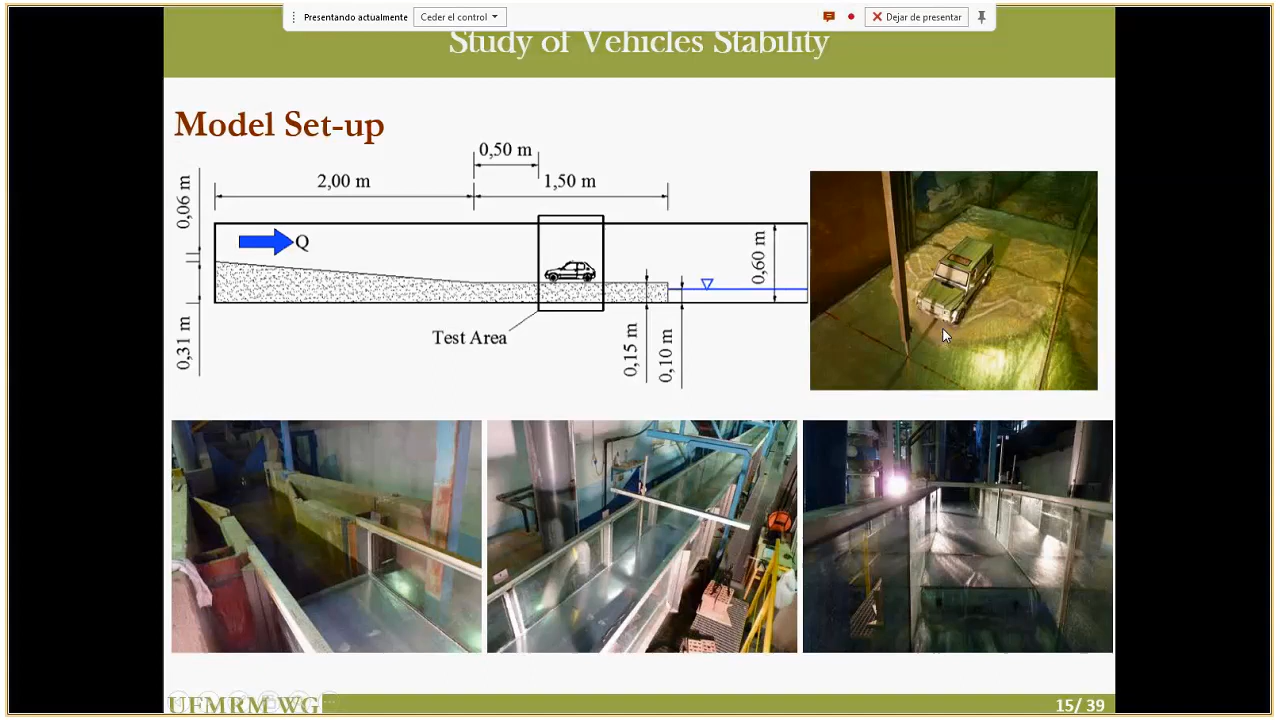 Presentando actualmente
Ceder el control
Dejar de presentar
Study of Vehicles Stability
Model Set-up
0,50 m
2,00 m
1,50 m
0,06 m
Q
0,60 m
0,31 m
Test Area
0,15 m
0,10 m
UFMRM WG
15/ 39